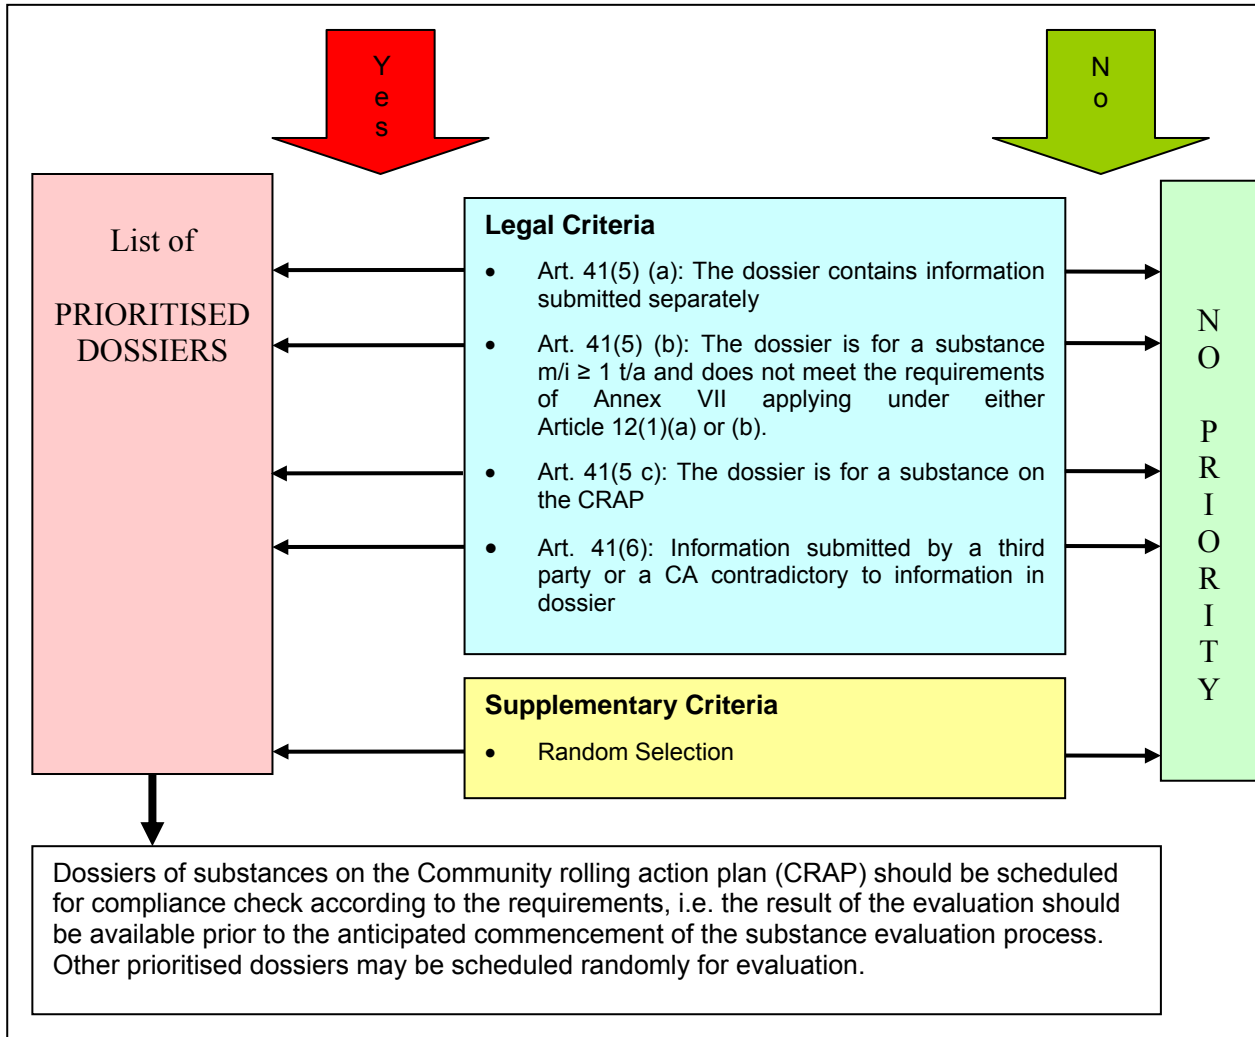 Yes
No
List of
PRIORITISED
DOSSIERS
Legal Criteria
• Art. 41(5) (a): The dossier contains information
submitted separately
• Art. 41(5) (b): The dossier is for a substance
m/i ≥ 1 t/a and does not meet the requirements
of Annex VII applying under either
Article 12(1)(a) or (b).
• Art. 41(5 c): The dossier is for a substance on
the CRAP
• Art. 41(6): Information submitted by a third
party or a CA contradictory to information in
dossier
Supplementary Criteria
• Random Selection
NO PRIORITY
Dossiers of substances on the Community rolling action plan (CRAP) should be scheduled
for compliance check according to the requirements, i.e. the result of the evaluation should
be available prior to the anticipated commencement of the substance evaluation process.
Other prioritised dossiers may be scheduled randomly for evaluation.